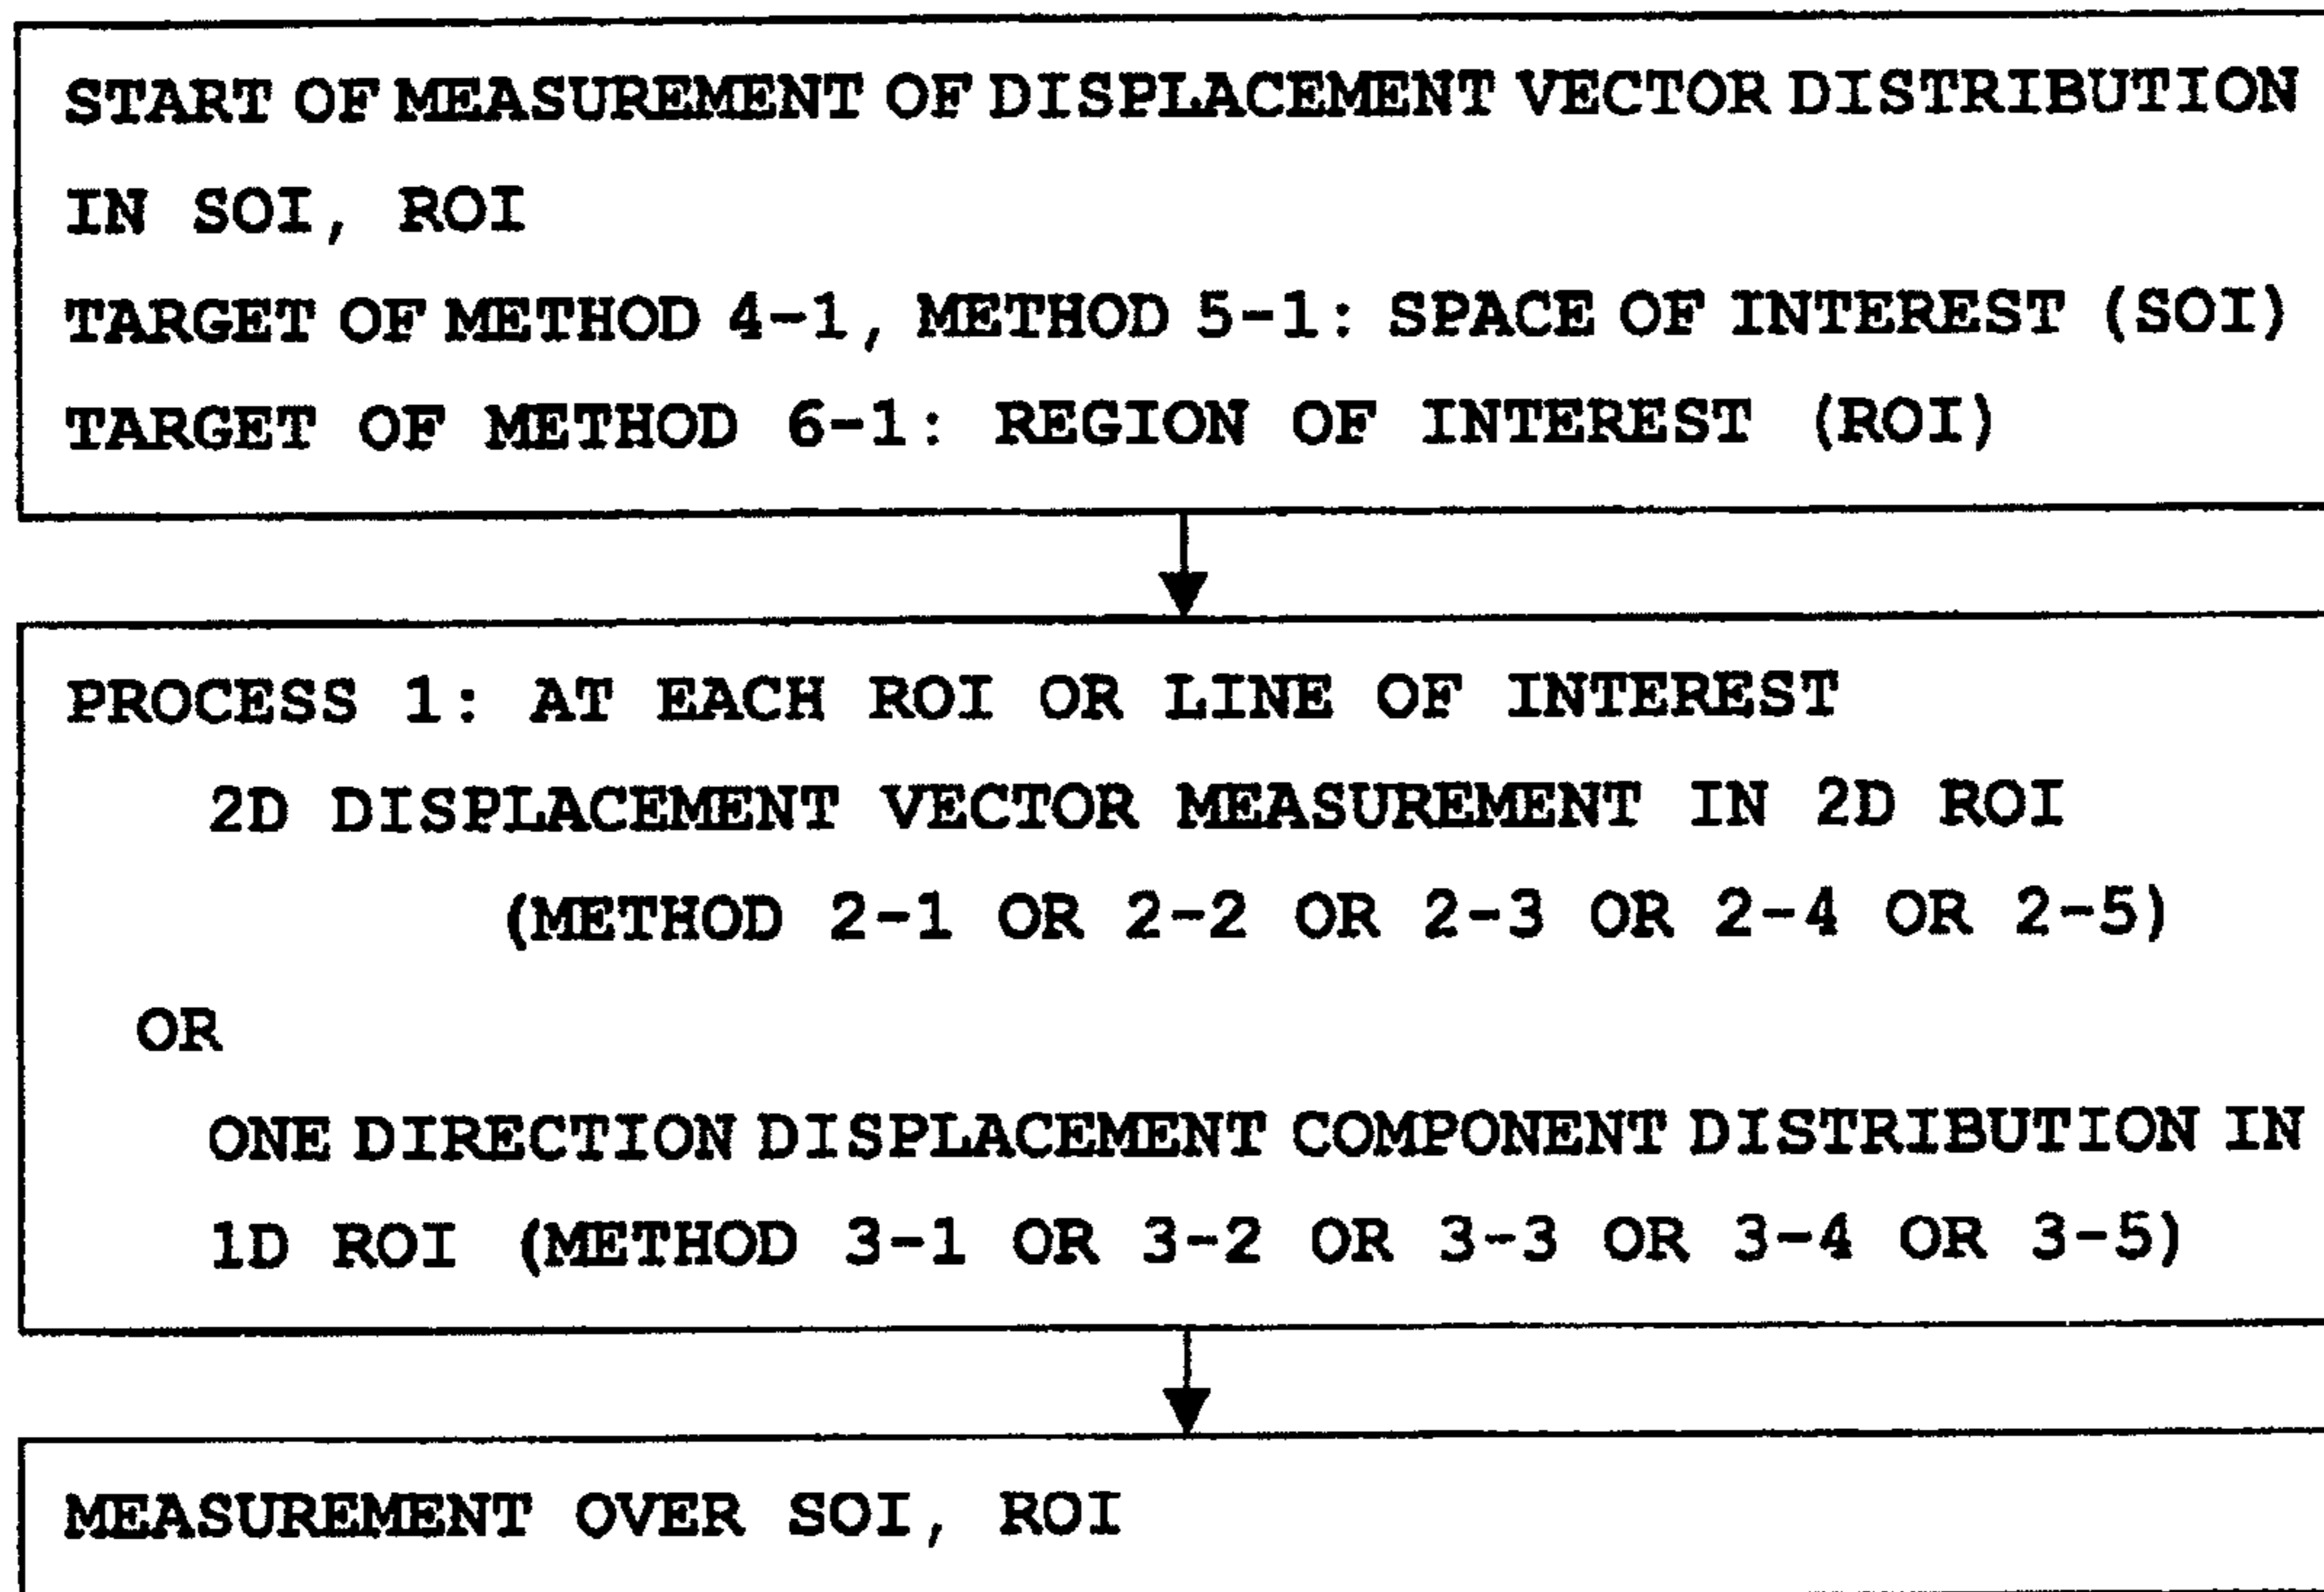 START OF MEASUREMENT OF DISPLACEMENT VECTOR DISTRIBUTION
IN SOI, ROI
TARGET OF METHOD 4-1, METHOD 5-1: SPACE OF INTEREST (SOI)
TARGET OF METHOD 6-1: REGION OF INTEREST (ROI)
PROCESS 1: AT EACH ROI OR LINE OF INTEREST
2D DISPLACEMENT VECTOR MEASUREMENT IN 2D ROI
(METHOD 2-1 OR 2-2 OR 2-3 OR 2-4 OR 2-5)
OR
ONE DIRECTION DISPLACEMENT COMPONENT DISTRIBUTION IN
1D ROI (METHOD 3-1 OR 3-2 OR 3-3 OR 3-4 OR 3-5)
MEASUREMENT OVER SOI, ROI